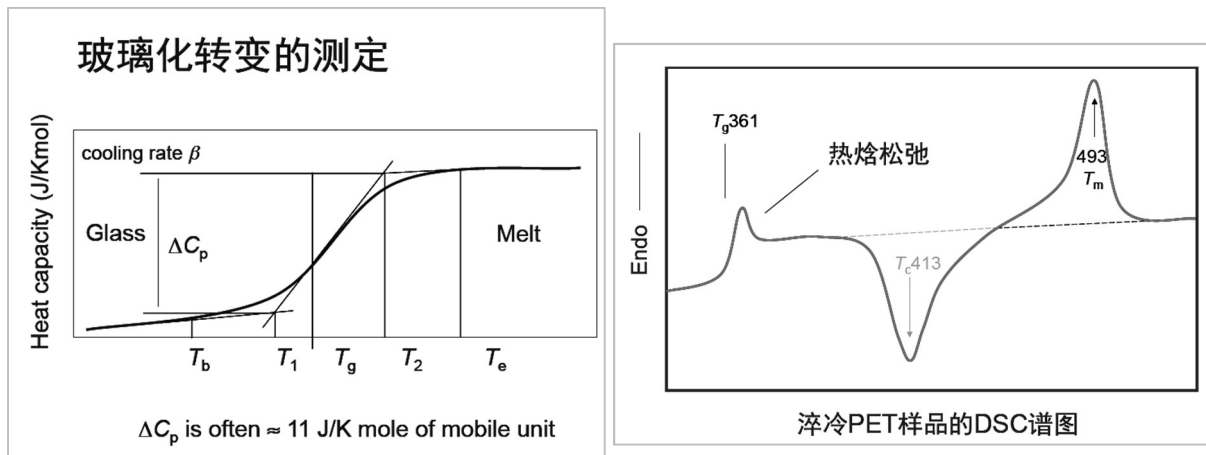 玻璃化转变的测定
Heat capacity (J/Kmol)
cooling rate β
Glass
ΔCp
Melt
Tb
T1
Tg
T2
Te
ΔCp is often ≈ 11 J/K mole of mobile unit
Endo
Tg361
热焓松弛
Tc413
493
Tm
淬冷PET样品的DSC谱图